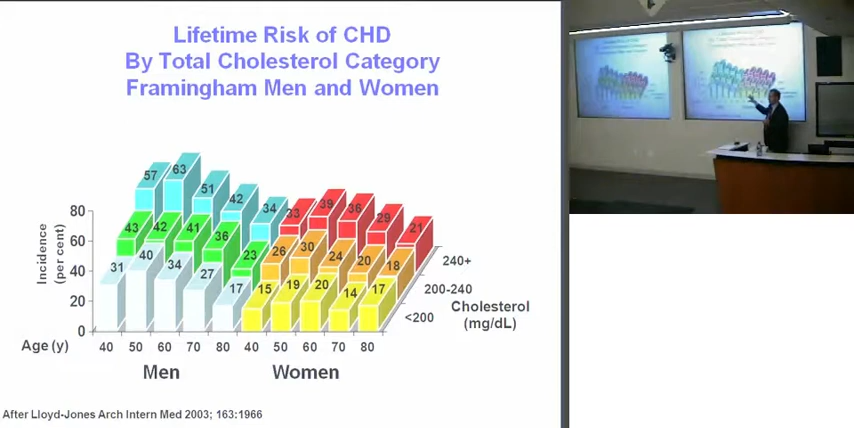 Lifetime Risk of CHD
By Total Cholesterol Category
Framingham Men and Women
57 63 51 42 34 33 39 36 29 21
43 42 41 36 23 26 30 24 20 18
31 40 34 27 17 15 19 20 14 17
Incidence
(per cent)
80
60
40
20
0
240+
200-240
<200
Cholesterol
(mg/dL)
Age (y) 40 50 60 70 80 40 50 60 70 80
Men Women
After Lloyd-Jones Arch Intern Med 2003; 163:1966